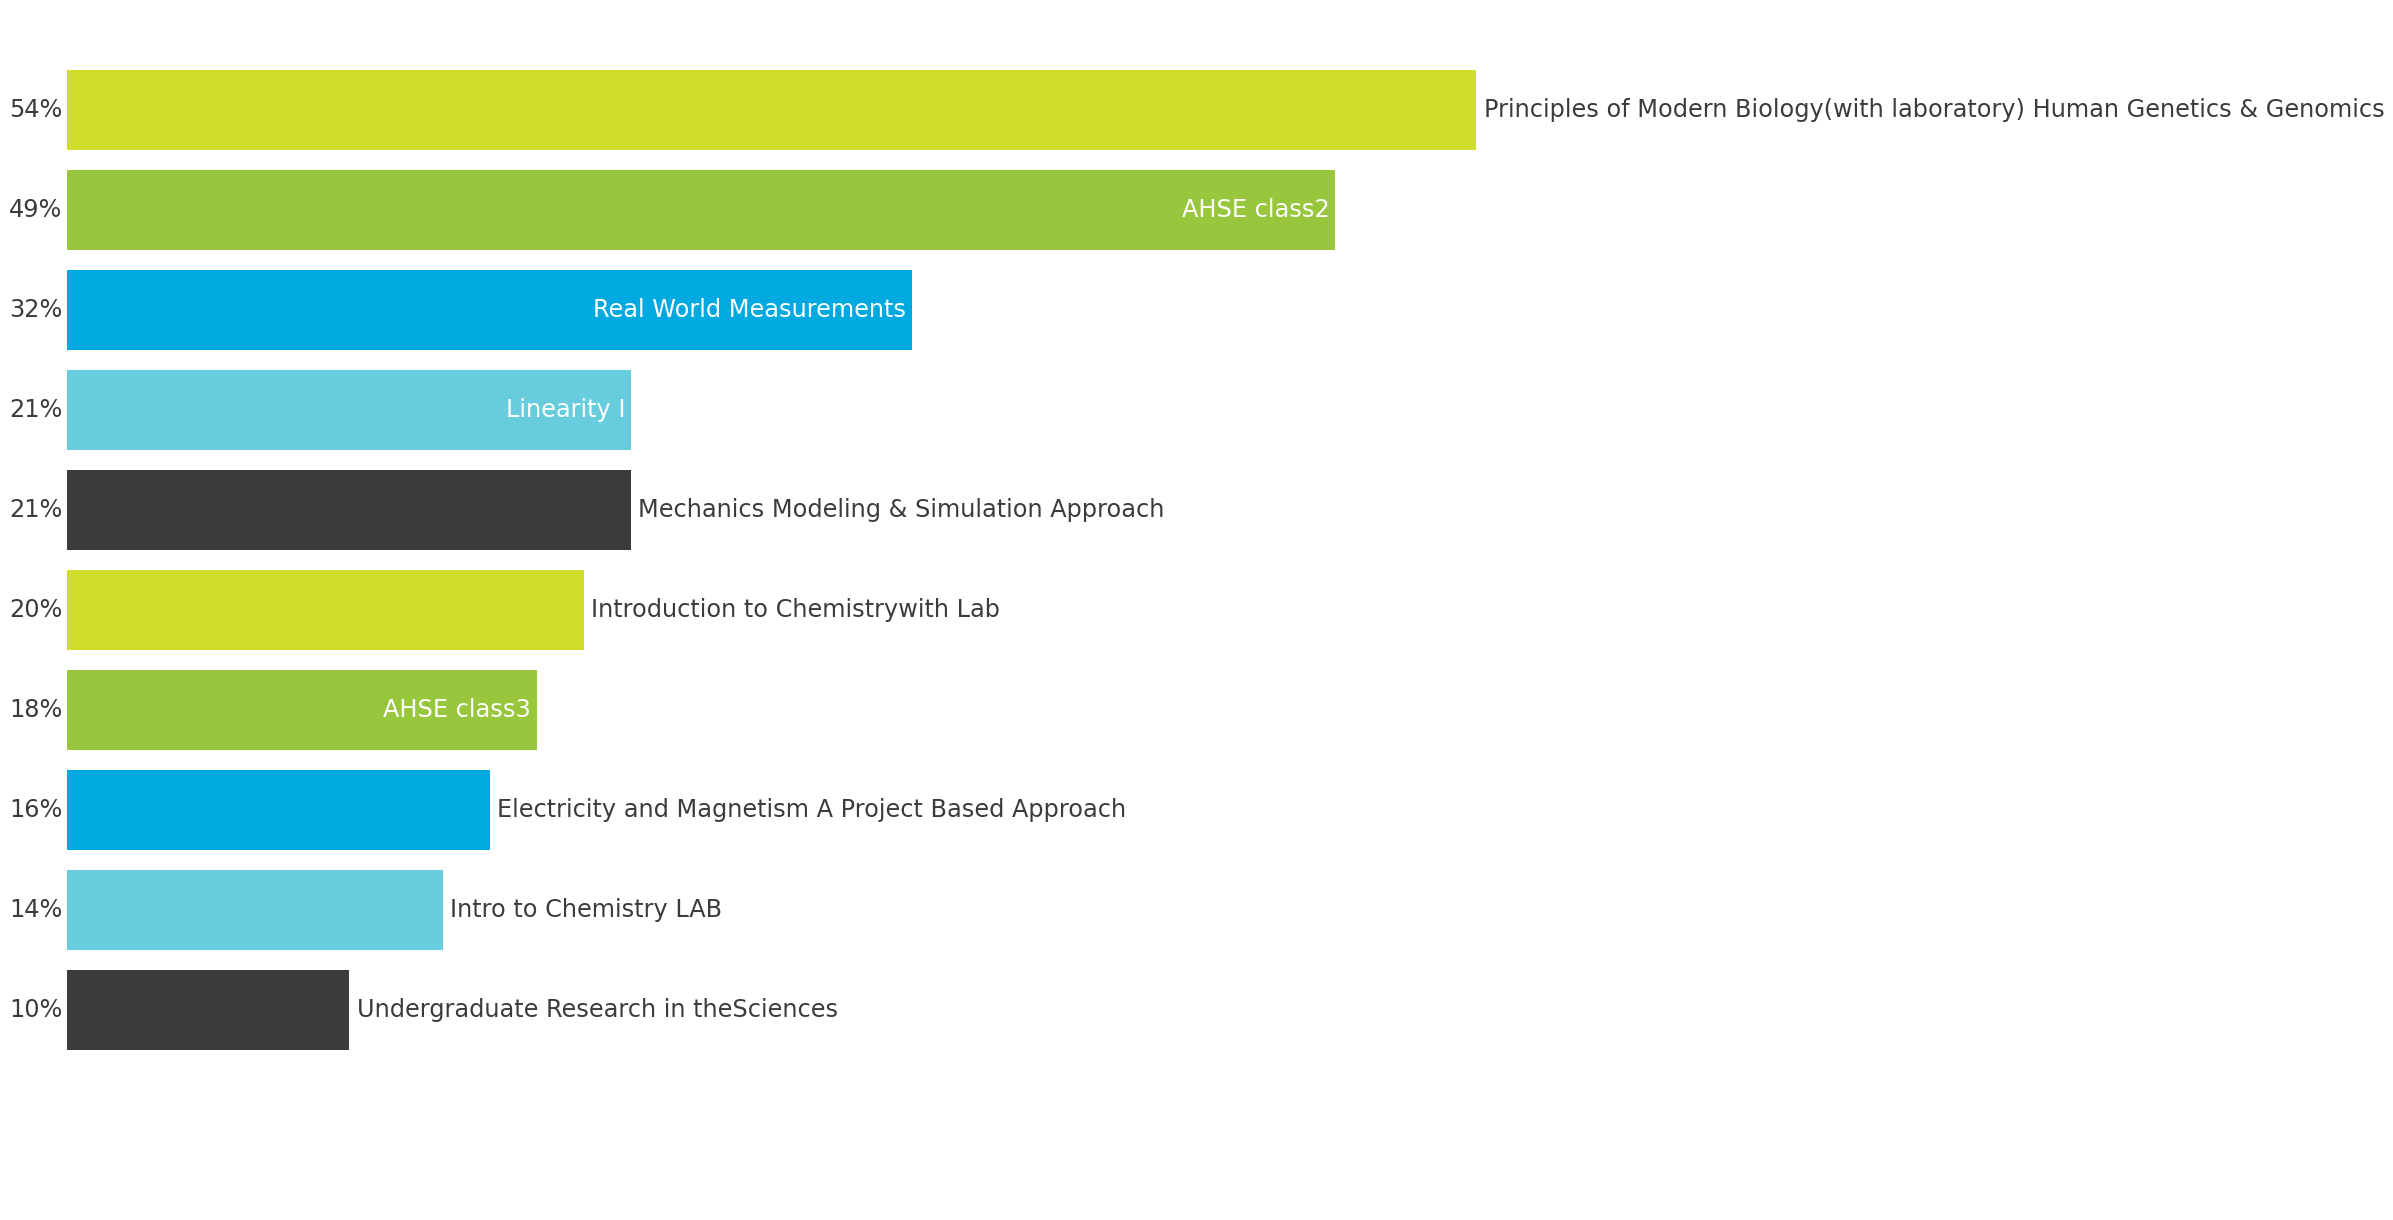 54% Principles of Modern Biology(with laboratory) Human Genetics & Genomics
49% AHSE class2
32% Real World Measurements
21% Linearity I
21% Mechanics Modeling & Simulation Approach
20% Introduction to Chemistrywith Lab
18% AHSE class3
16% Electricity and Magnetism A Project Based Approach
14% Intro to Chemistry LAB
10% Undergraduate Research in theSciences